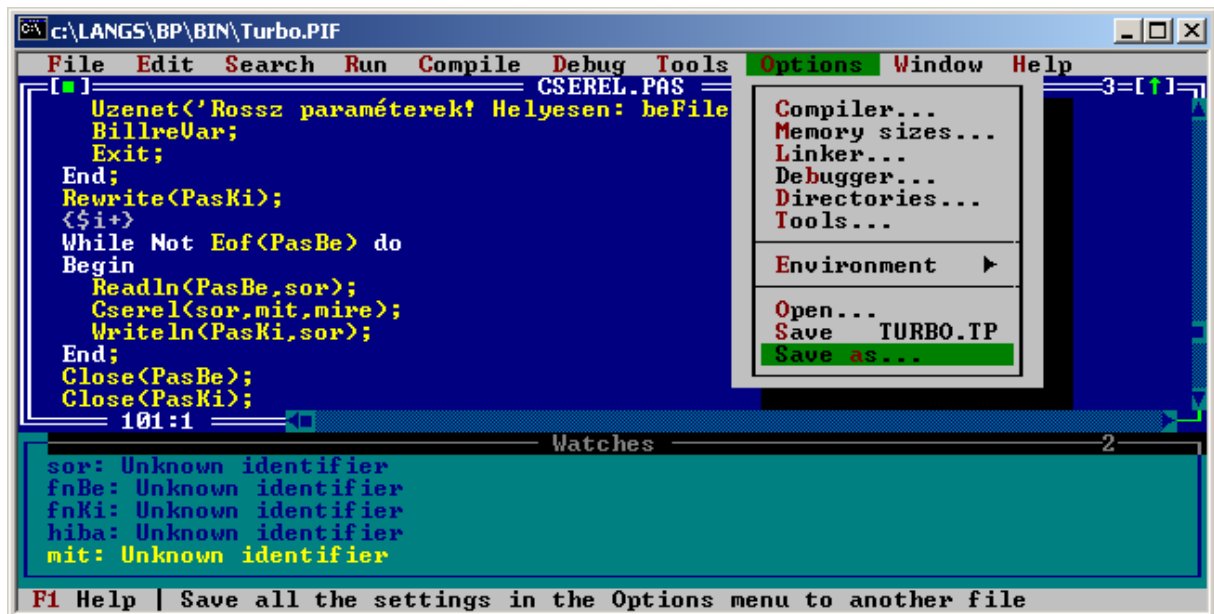 c:\LANGS\BP\BIN\Turbo.PIF
File Edit Search Run Compile Debug Tools Options Window Help
[■] CSEREL.PAS 3=[↑]
Uzenet('Rossz paraméterek! Helyesen: beFile
BillreVar;
Exit;
End;
Rewrite(PasKi);
{$i+}
While Not Eof(PasBe) do
Begin
Readln(PasBe,sor);
Cserel(sor,mit,mire);
Writeln(PasKi,sor);
End;
Close(PasBe);
Close(PasKi);
101:1
Compiler...
Memory sizes...
Linker...
Debugger...
Directories...
Tools...
Environment ►
Open...
Save TURBO.TP
Save as...
Watches 2
sor: Unknown identifier
fnBe: Unknown identifier
fnKi: Unknown identifier
hiba: Unknown identifier
mit: Unknown identifier
F1 Help | Save all the settings in the Options menu to another file